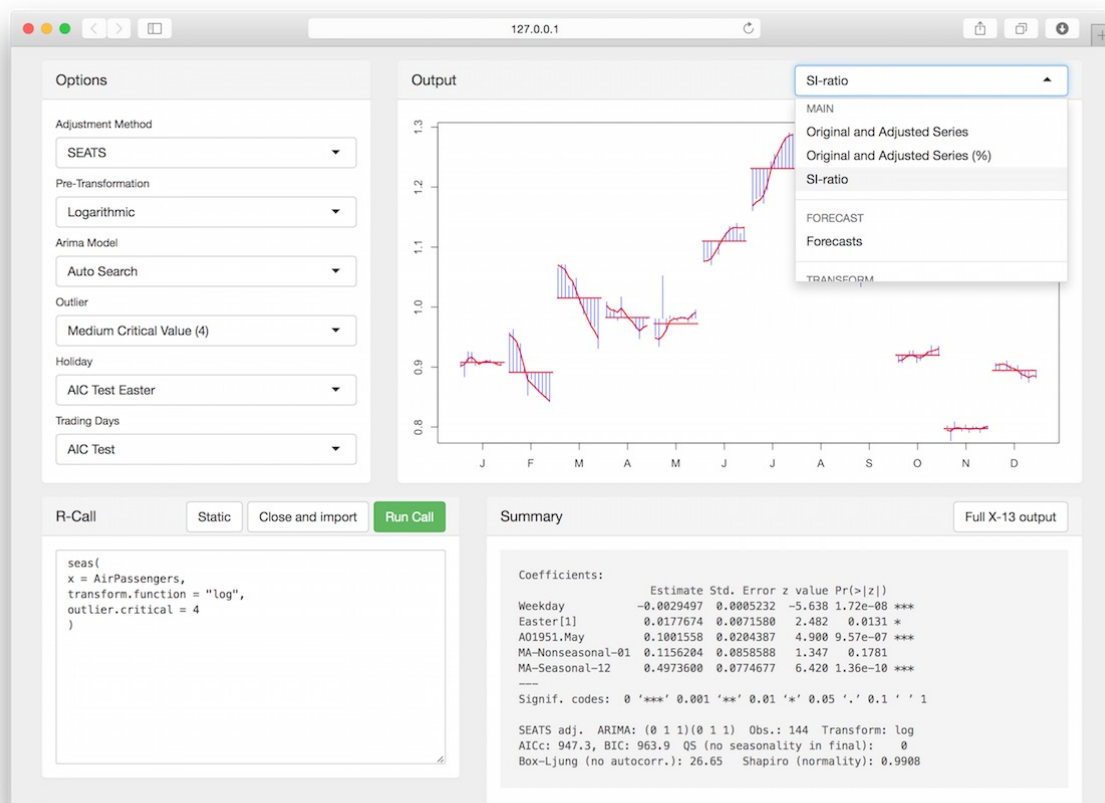 127.0.0.1
Options
Adjustment Method
SEATS
Pre-Transformation
Logarithmic
Arima Model
Auto Search
Outlier
Medium Critical Value (4)
Holiday
AIC Test Easter
Trading Days
AIC Test
Output
SI-ratio
MAIN
Original and Adjusted Series
Original and Adjusted Series (%)
SI-ratio
FORECAST
Forecasts
TRANSFORM
1.3
1.2
1.1
1.0
0.9
0.8
J F M A M J J A S O N D
R-Call
Static
Close and import
Run Call
seas(
x = AirPassengers,
transform.function = "log",
outlier.critical = 4
)
Summary
Full X-13 output
Coefficients:
Estimate Std. Error z value Pr(>|z|)
Weekday -0.0029497 0.0005232 -5.638 1.72e-08 ***
Easter[1] 0.0177674 0.0071580 2.482 0.0131 *
AO1951.May 0.1001558 0.0204387 4.900 9.57e-07 ***
MA-Nonseasonal-01 0.1156204 0.0858588 1.347 0.1781
MA-Seasonal-12 0.4973600 0.0774677 6.420 1.36e-10 ***
---
Signif. codes: 0 ‘***’ 0.001 ‘**’ 0.01 ‘*’ 0.05 ‘.’ 0.1 ‘ ’ 1
SEATS adj. ARIMA: (0 1 1)(0 1 1) Obs.: 144 Transform: log
AICc: 947.3, BIC: 963.9 QS (no seasonality in final): 0
Box-Ljung (no autocorr.): 26.65 Shapiro (normality): 0.9908